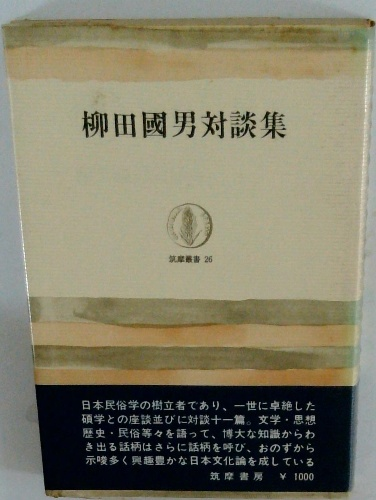 柳田國男対談集
筑摩叢書 26
日本民俗学の樹立者であり、一世に卓絶した
碩学との座談並びに対談十一篇。文学・思想
歴史・民俗等々を語って、博大な知識からわ
き出る話柄はさらに話柄を呼び、おのずから
示唆多く興趣豊かな日本文化論を成している
筑摩書房 ¥1000